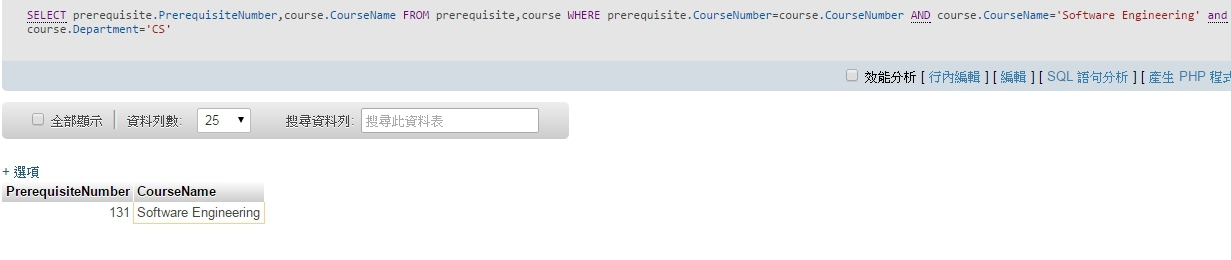 SELECT prerequisite.PrerequisiteNumber,course.CourseName FROM prerequisite,course WHERE prerequisite.CourseNumber=course.CourseNumber AND course.CourseName='Software Engineering' and
course.Department='CS'
效能分析 [ 行內編輯 ] [ 編輯 ] [ SQL 語句分析 ] [ 產生 PHP 程式
全部顯示 資料列數: 25 搜尋資料列: 搜尋此資料表
+ 選項
PrerequisiteNumber CourseName
131 Software Engineering